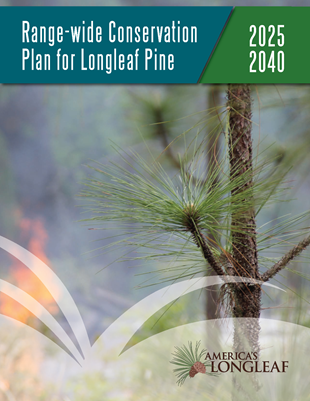 Range-wide Conservation
Plan for Longleaf Pine
2025
2040
AMERICA'S
LONGLEAF